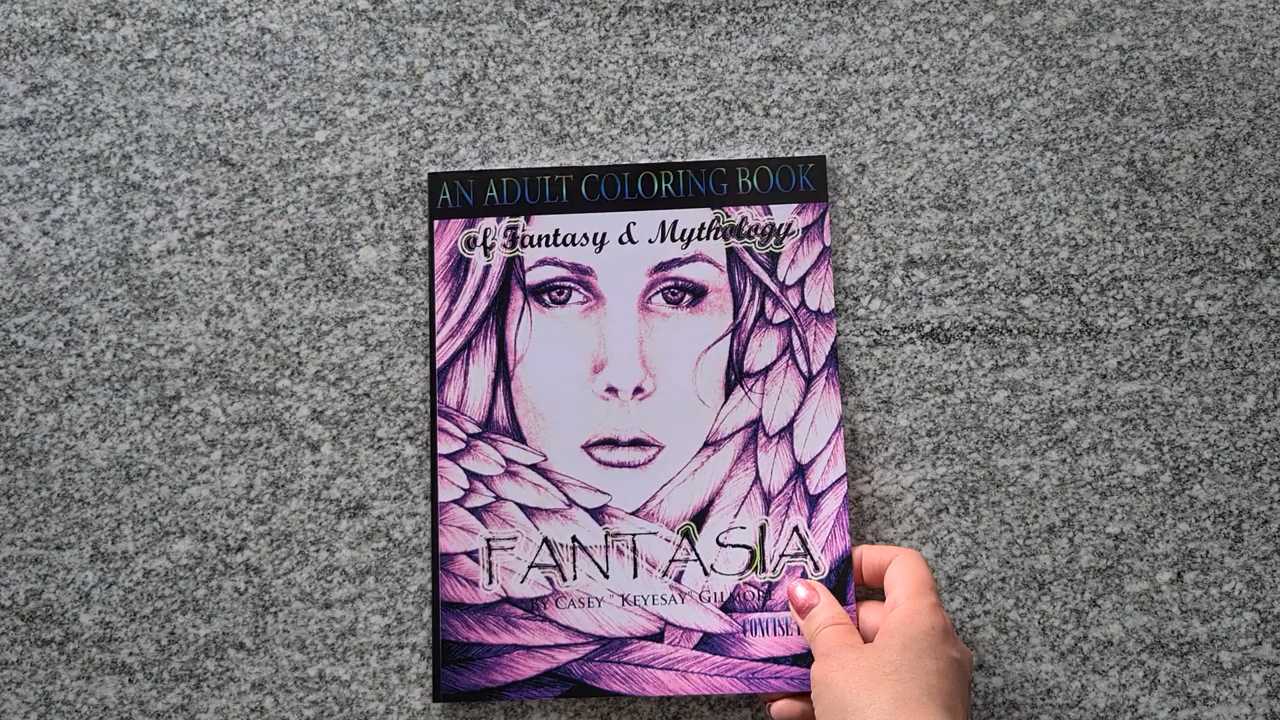 AN ADULT COLORING BOOK
of Fantasy & Mythology
FANTASIA
BY CASEY " KEYESAY" GILMORE
CONCISE